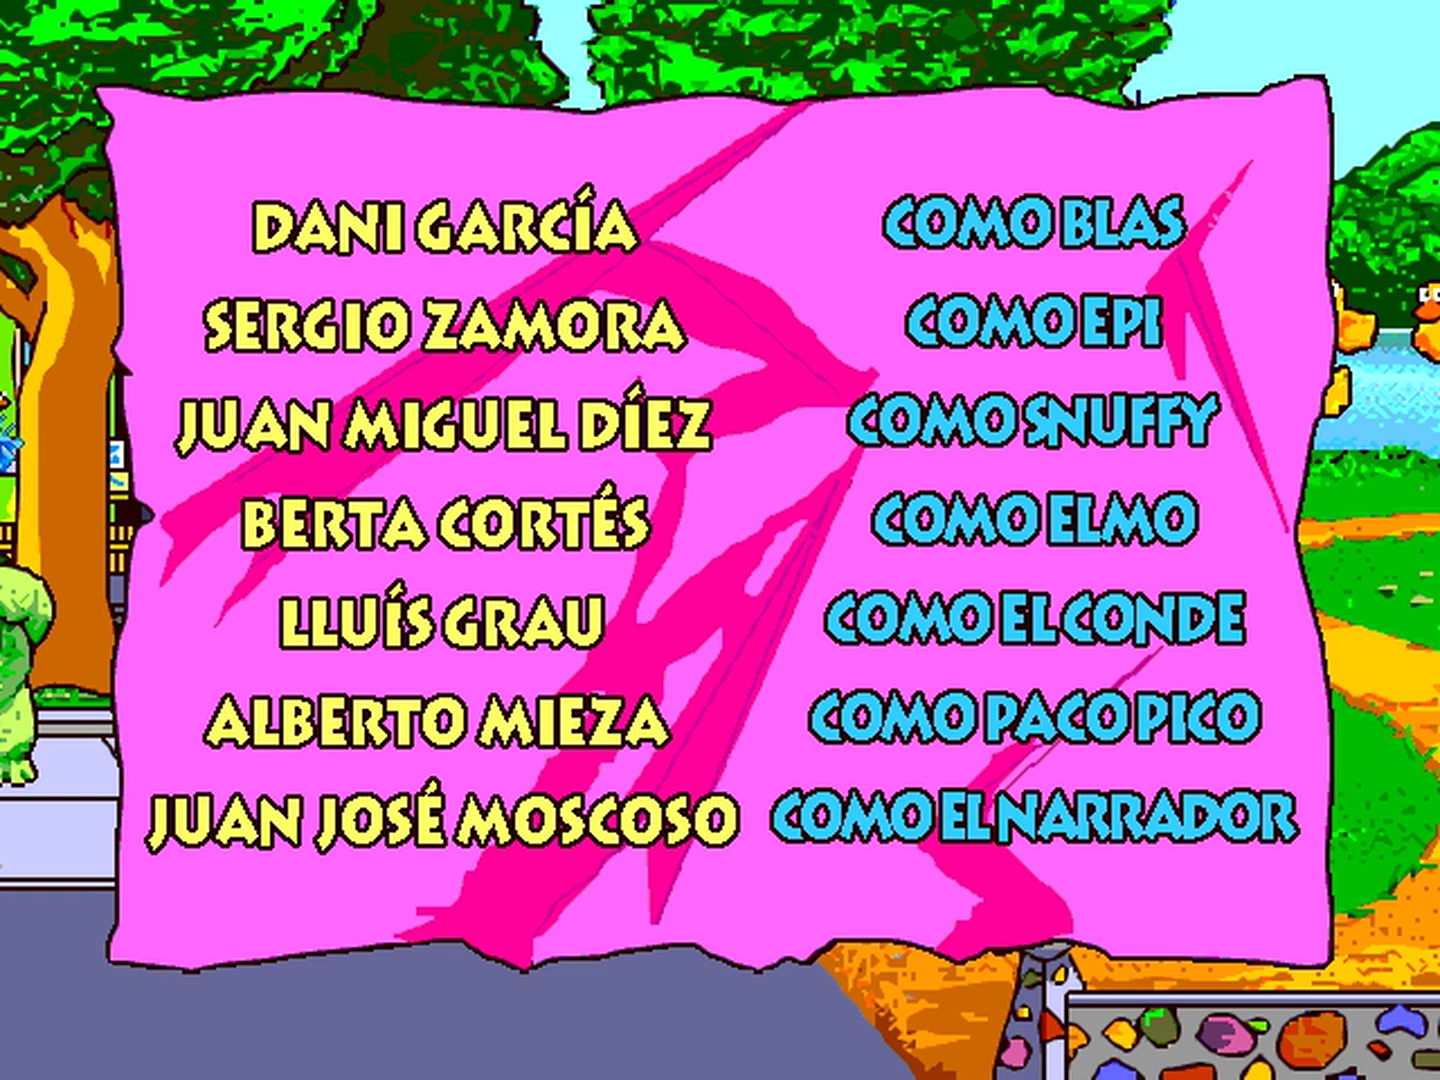 DANI GARCÍA COMO BLAS
SERGIO ZAMORA COMO EPI
JUAN MIGUEL DÍEZ COMO SNUFFY
BERTA CORTÉS COMO ELMO
LLUÍS GRAU COMO EL CONDE
ALBERTO MIEZA COMO PACO PICO
JUAN JOSÉ MOSCOSO COMO EL NARRADOR